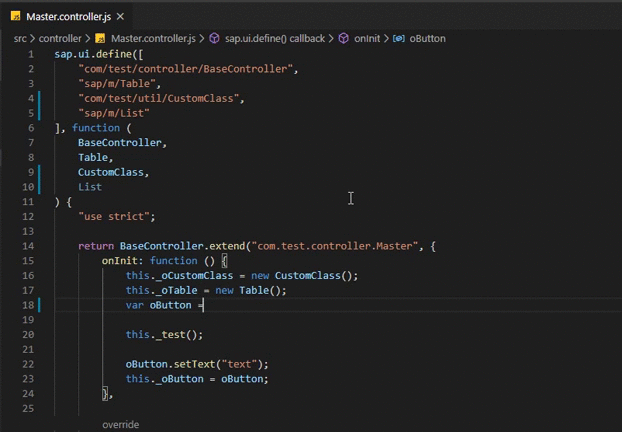 JS Master.controller.js ×
src > controller > JS Master.controller.js > sap.ui.define() callback > onInit > oButton
1 sap.ui.define([
2     "com/test/controller/BaseController",
3     "sap/m/Table",
4     "com/test/util/CustomClass",
5     "sap/m/List"
6 ], function (
7     BaseController,
8     Table,
9     CustomClass,
10     List
11 ) {
12     "use strict";
13
14     return BaseController.extend("com.test.controller.Master", {
15         onInit: function () {
16             this._oCustomClass = new CustomClass();
17             this._oTable = new Table();
18             var oButton =
19
20             this._test();
21
22             oButton.setText("text");
23             this._oButton = oButton;
24         },
25
override